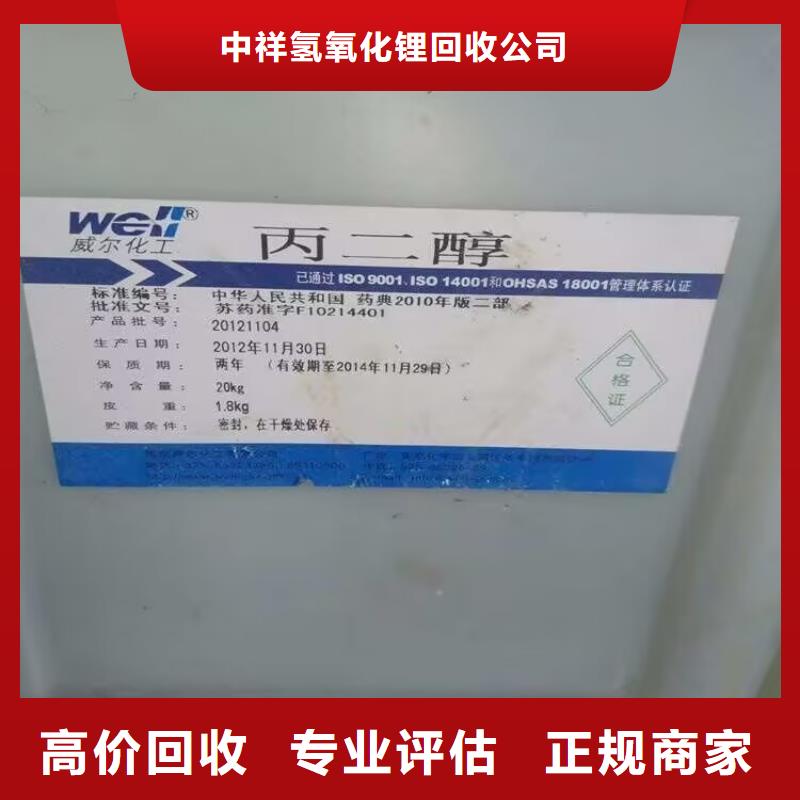 中祥氢氧化锂回收公司
Well®
威尔化工
丙二醇
已通过ISO 9001、ISO 14001和OHSAS 18001管理体系认证
标准编号： 中华人民共和国 药典2010年版二部
批准文号： 苏药准字F10214401
产品批号： 20121104
生产日期： 2012年11月30日
保质期： 两年 （有效期至2014年11月29日）
净含量： 20kg
皮重： 1.8kg
贮藏条件： 密封，在干燥处保存
合格证
高价回收 专业评估 正规商家